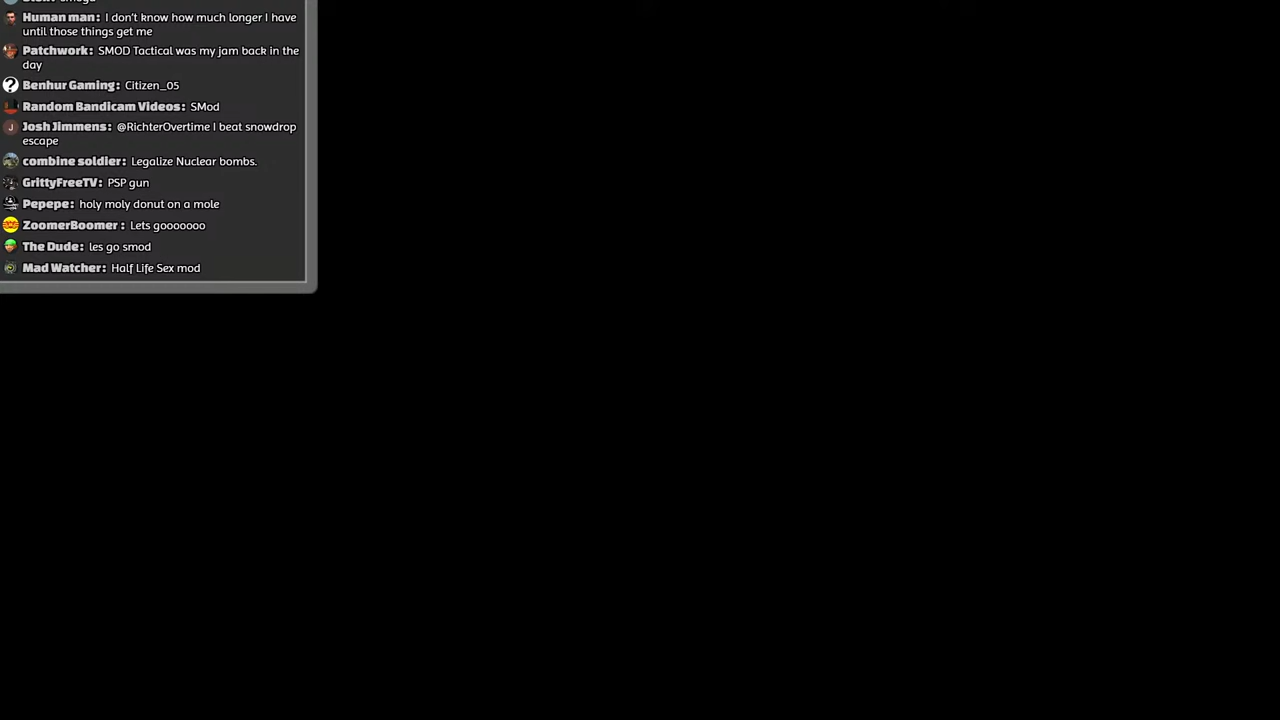 Human man: I don't know how much longer I have
until those things get me
Patchwork: SMOD Tactical was my jam back in the
day
Benhur Gaming: Citizen_05
Random Bandicam Videos: SMod
Josh Jimmens: @RichterOvertime I beat snowdrop
escape
combine soldier: Legalize Nuclear bombs.
GrittyFreeTV: PSP gun
Pepepe: holy moly donut on a mole
ZoomerBoomer: Lets gooooooo
The Dude: les go smod
Mad Watcher: Half Life Sex mod